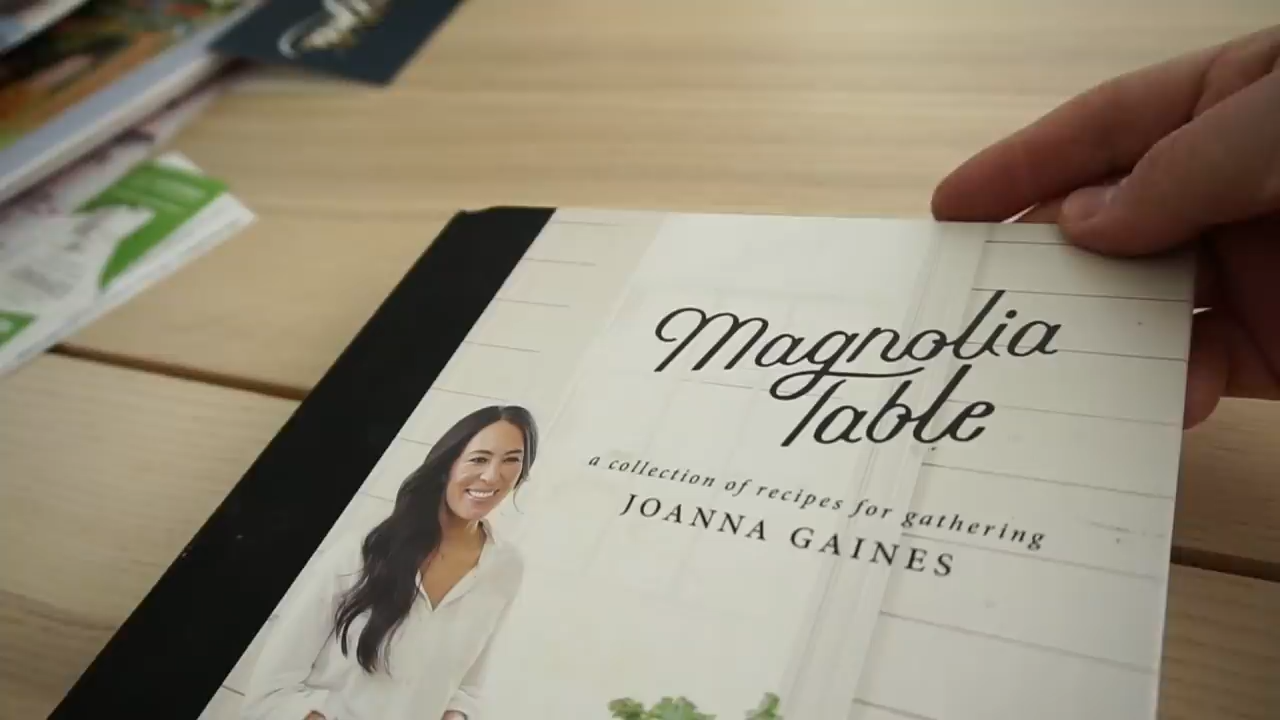 Magnolia
Table
a collection of recipes for gathering
JOANNA GAINES